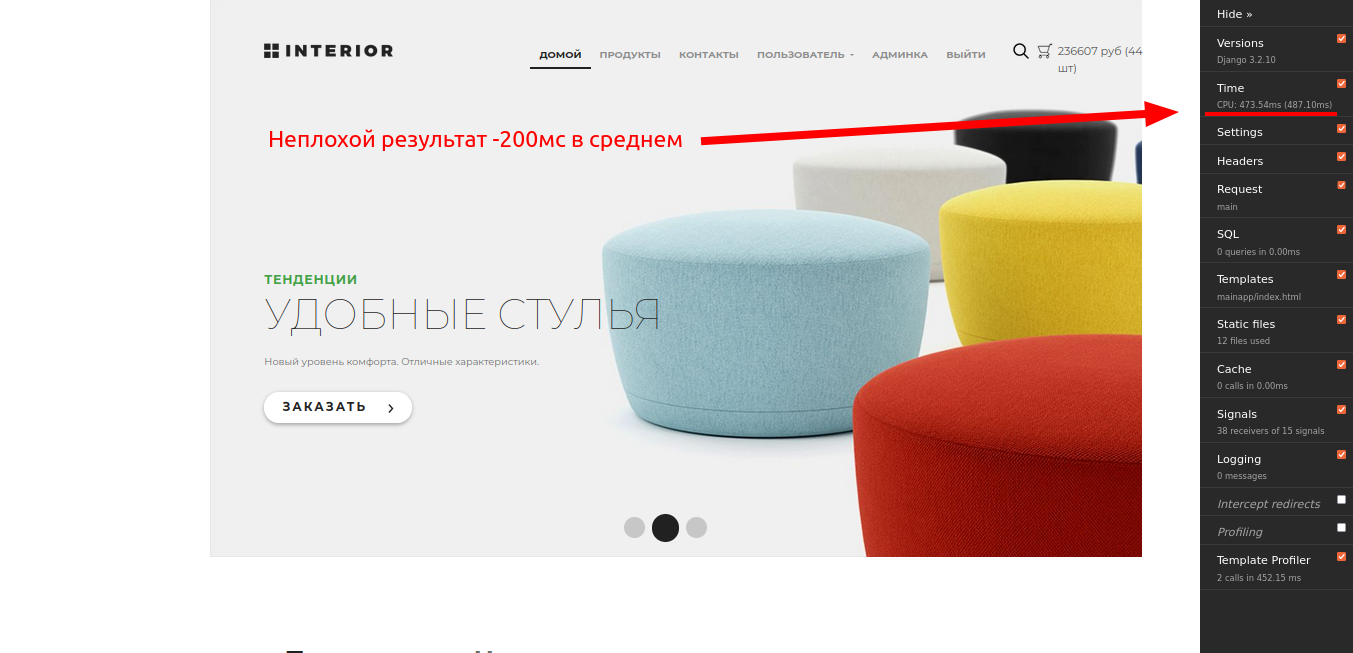 INTERIOR
ДОМОЙ ПРОДУКТЫ КОНТАКТЫ ПОЛЬЗОВАТЕЛЬ АДМИНКА ВЫЙТИ
236607 руб (44
шт)
Неплохой результат -200мс в среднем
ТЕНДЕНЦИИ
УДОБНЫЕ СТУЛЬЯ
Новый уровень комфорта. Отличные характеристики.
ЗАКАЗАТЬ
Hide »
Versions
Django 3.2.10
Time
CPU: 473.54ms (487.10ms)
Settings
Headers
Request
main
SQL
0 queries in 0.00ms
Templates
mainapp/index.html
Static files
12 files used
Cache
0 calls in 0.00ms
Signals
38 receivers of 15 signals
Logging
0 messages
Intercept redirects
Profiling
Template Profiler
2 calls in 452.15 ms